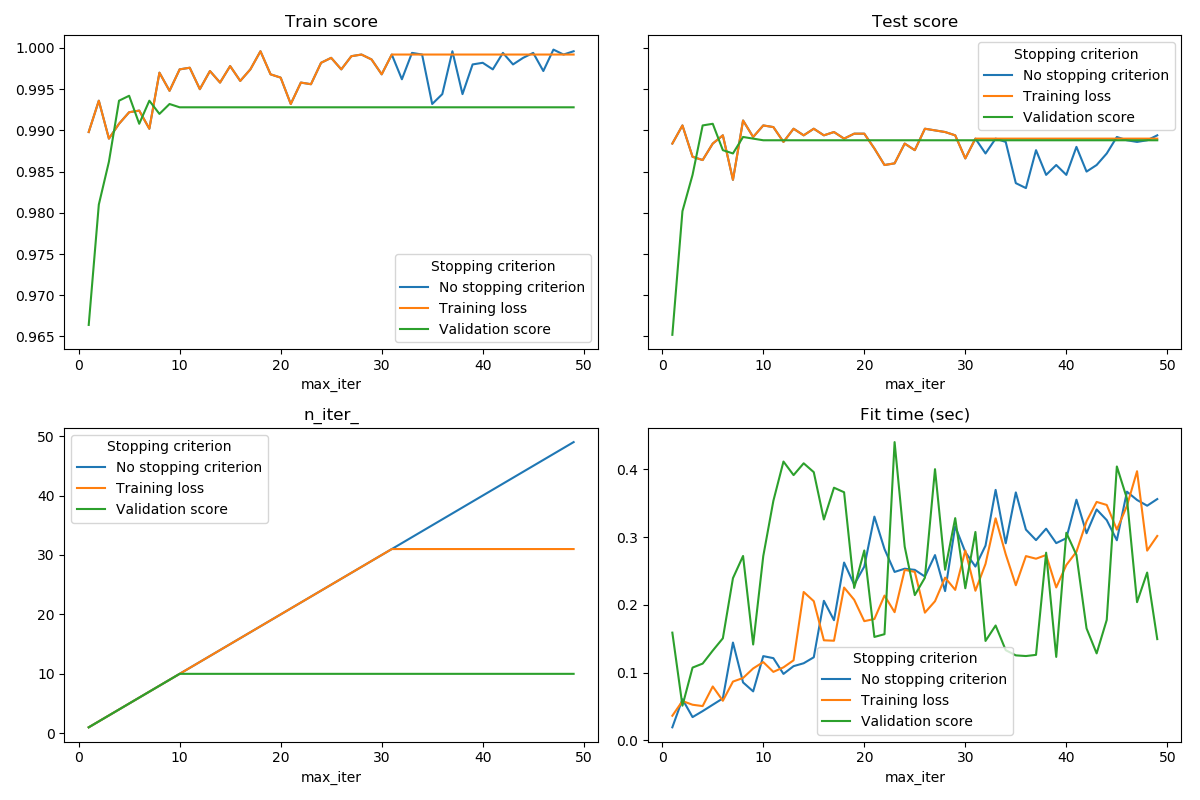 Train score
1.000
0.995
0.990
0.985
0.980
0.975
0.970
0.965
Stopping criterion
No stopping criterion
Training loss
Validation score
0 10 20 30 40 50
max_iter
Test score
Stopping criterion
No stopping criterion
Training loss
Validation score
0 10 20 30 40 50
max_iter
n_iter_
50
40
30
20
10
0
Stopping criterion
No stopping criterion
Training loss
Validation score
0 10 20 30 40 50
max_iter
Fit time (sec)
0.4
0.3
0.2
0.1
0.0
Stopping criterion
No stopping criterion
Training loss
Validation score
0 10 20 30 40 50
max_iter